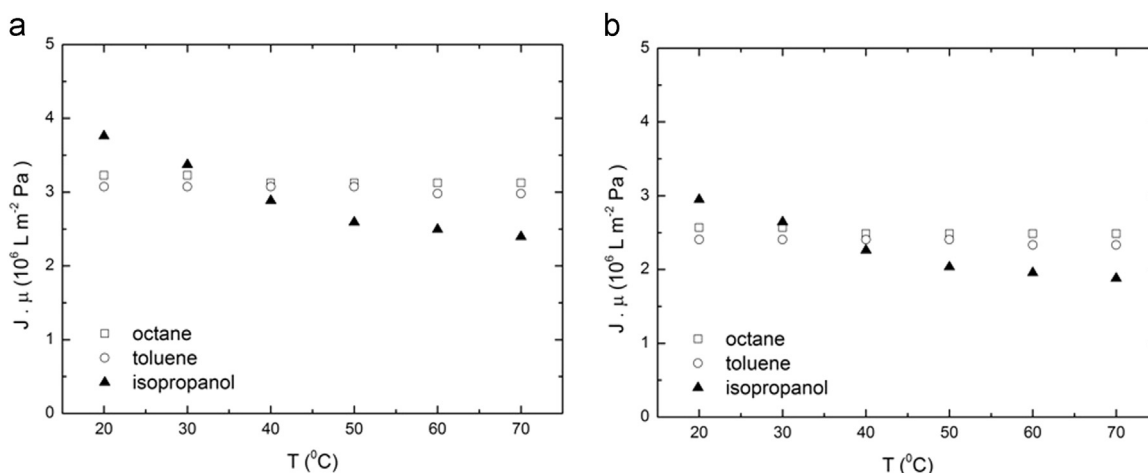 a
5
4
3
2
1
0
J . μ (10⁶ L m⁻² Pa)
octane
toluene
isopropanol
20 30 40 50 60 70
T (⁰C)
b
5
4
3
2
1
0
J . μ (10⁶ L m⁻² Pa)
octane
toluene
isopropanol
20 30 40 50 60 70
T (⁰C)